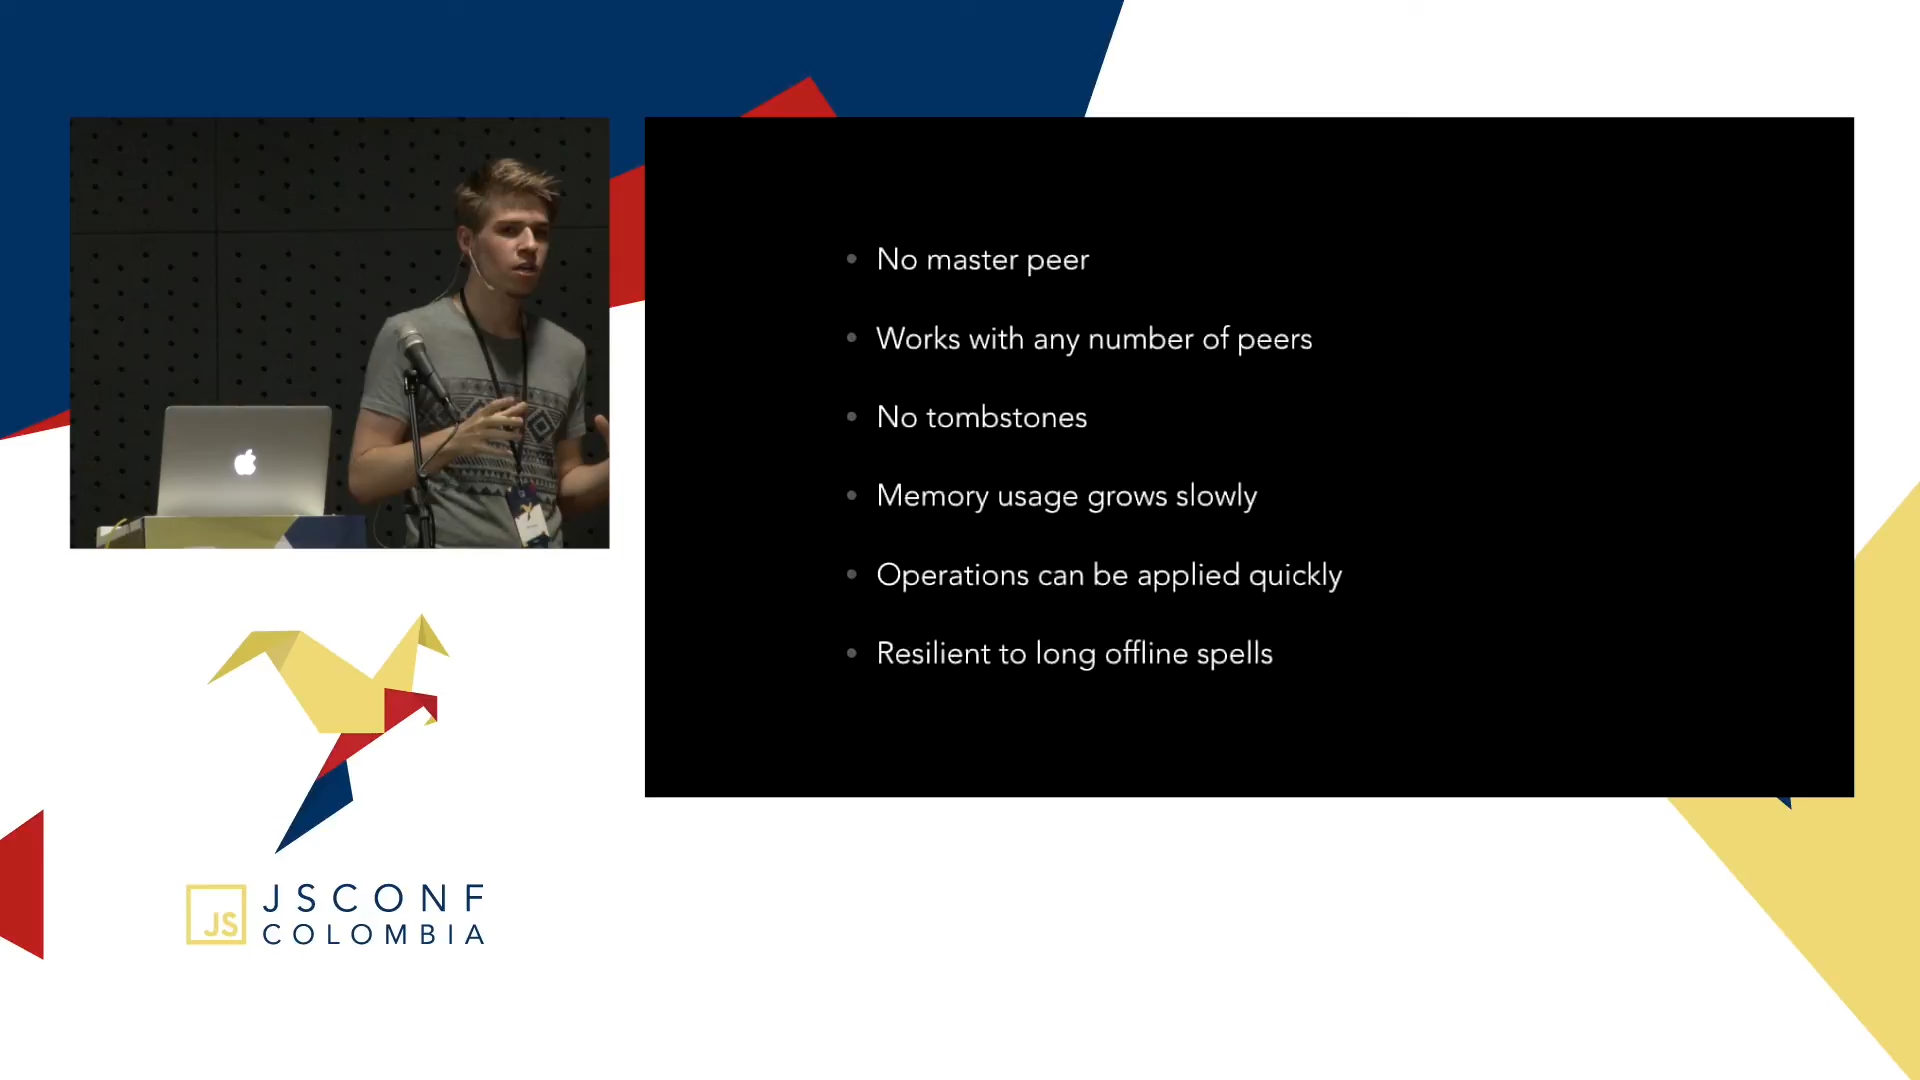 No master peer
Works with any number of peers
No tombstones
Memory usage grows slowly
Operations can be applied quickly
Resilient to long offline spells
JS
JSCONF
COLOMBIA